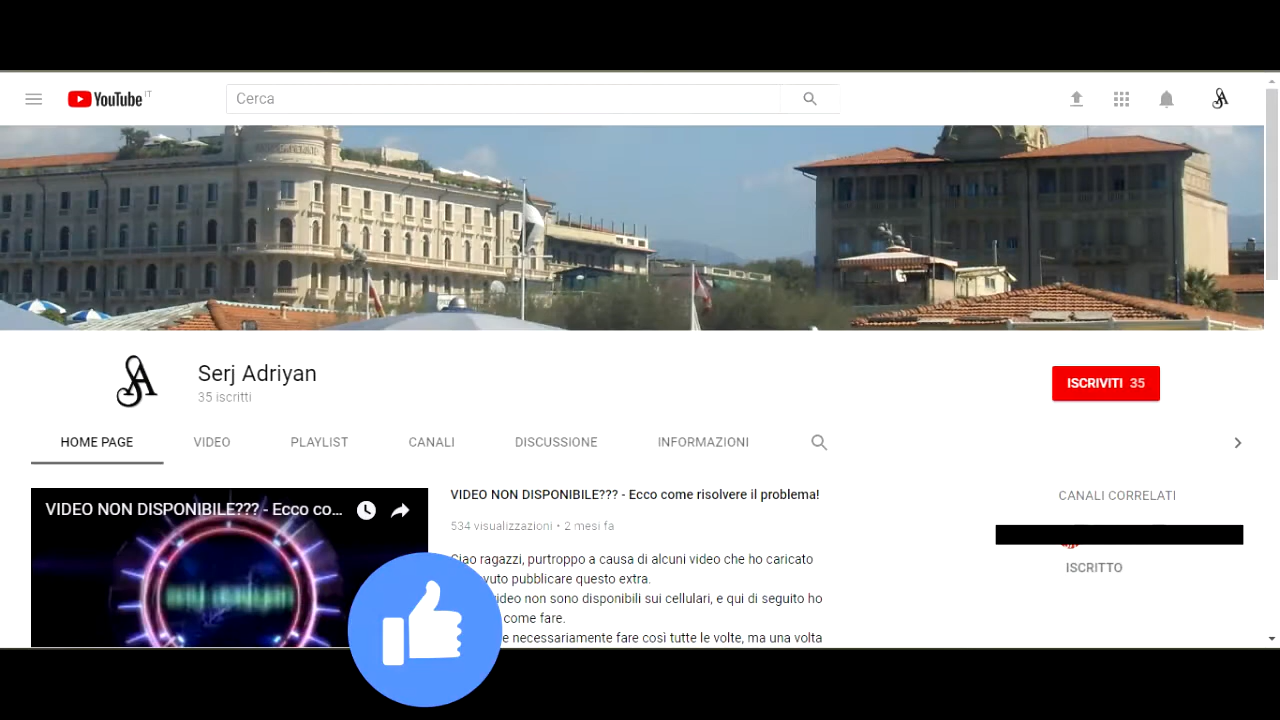 YouTube IT
Cerca
Serj Adriyan
35 iscritti
ISCRIVITI 35
HOME PAGE
VIDEO
PLAYLIST
CANALI
DISCUSSIONE
INFORMAZIONI
VIDEO NON DISPONIBILE??? - Ecco co...
VIDEO NON DISPONIBILE??? - Ecco come risolvere il problema!
534 visualizzazioni • 2 mesi fa
Ciao ragazzi, purtroppo a causa di alcuni video che ho caricato
pubblicare questo extra.
non sono disponibili sui cellulari, e qui di seguito ho
come fare.
necessariamente fare così tutte le volte, ma una volta
CANALI CORRELATI
ISCRITTO